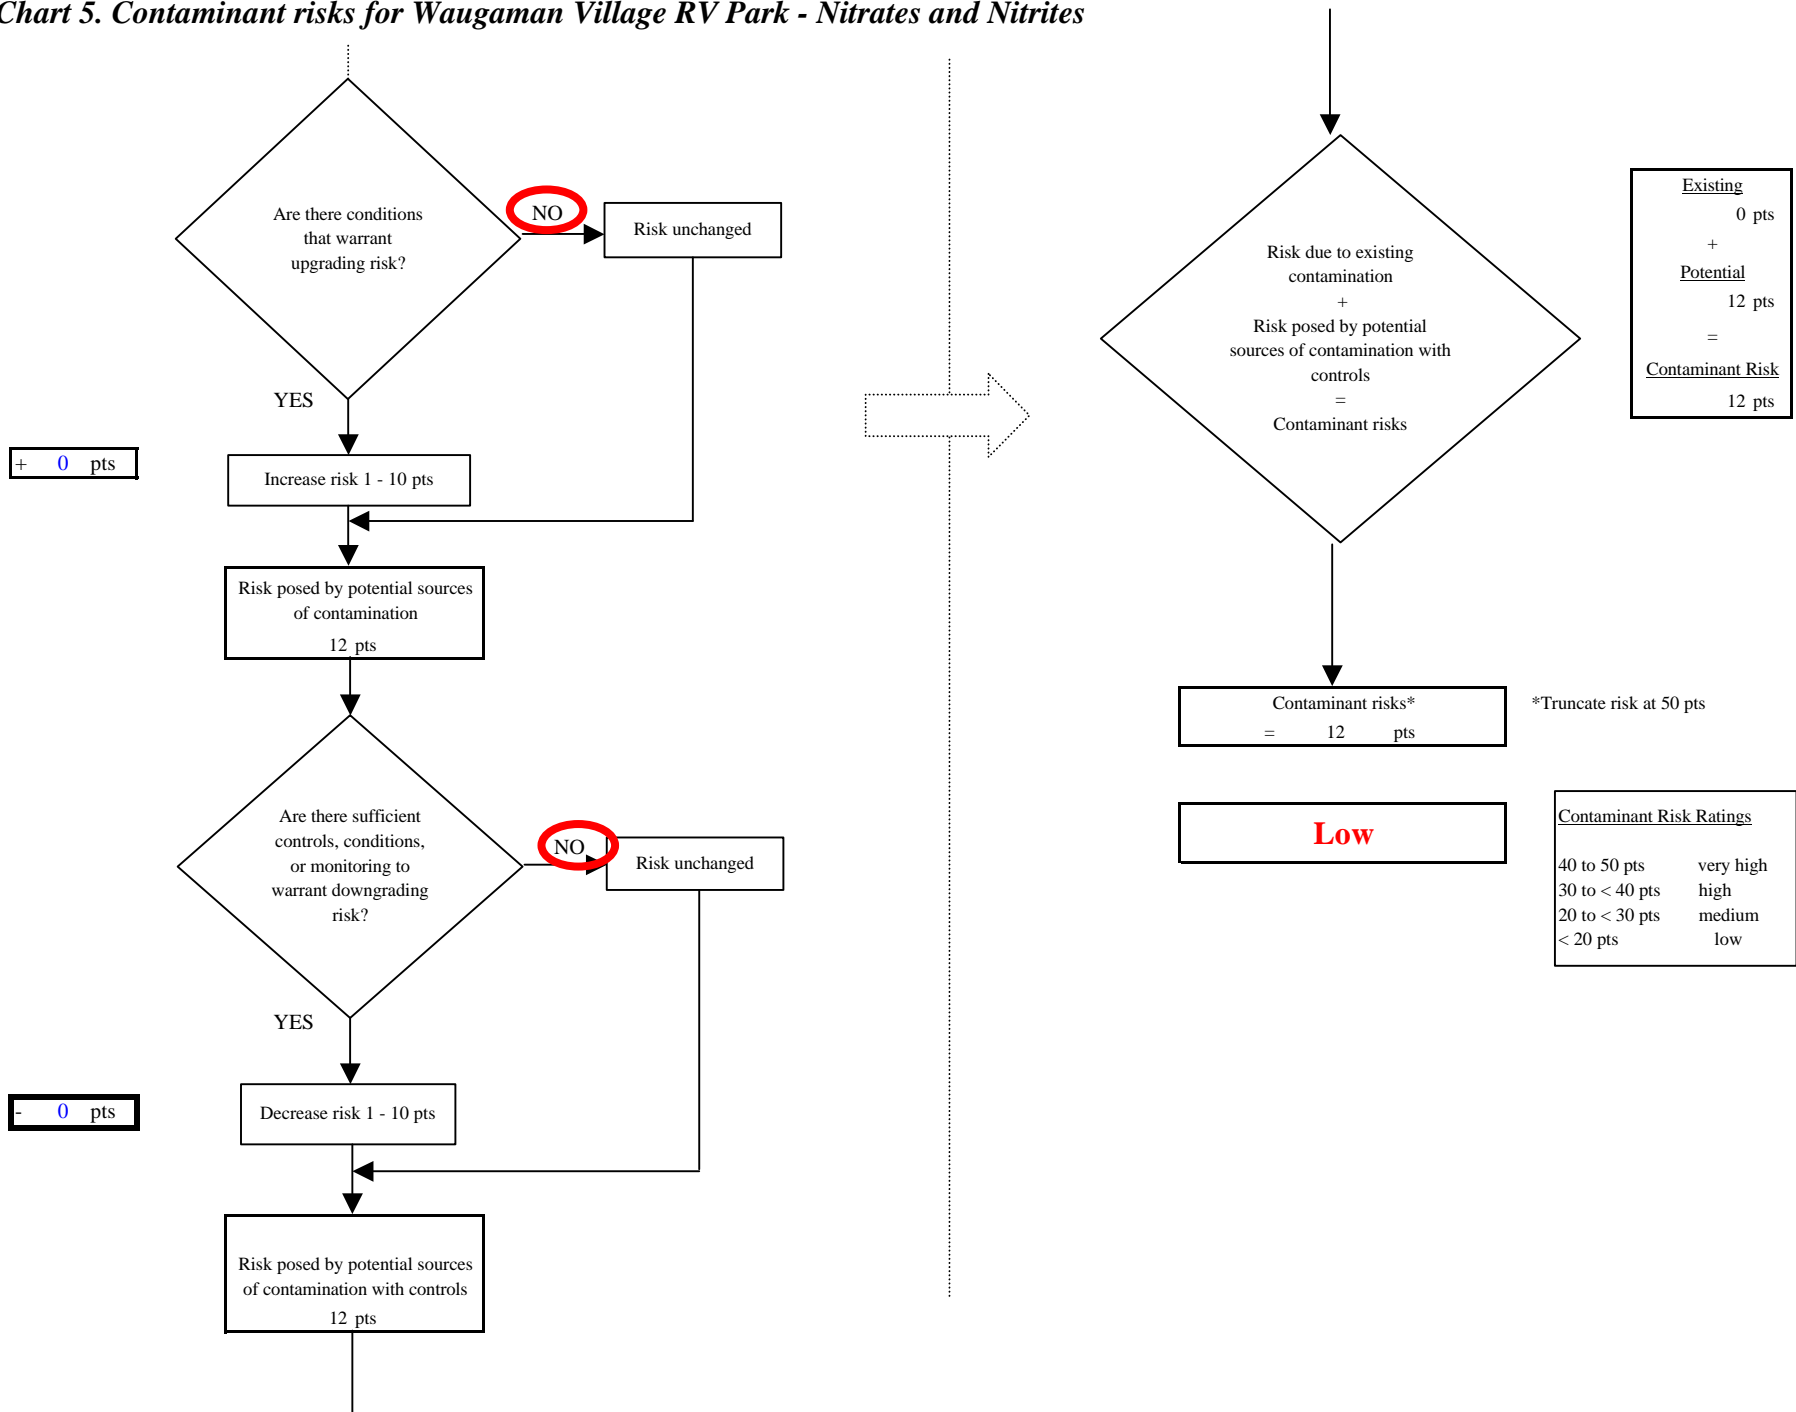 Chart 5. Contaminant risks for Waugaman Village RV Park - Nitrates and Nitrites
Are there conditions
that warrant
upgrading risk?
NO
Risk unchanged
YES
+ 0 pts
Increase risk 1 - 10 pts
Risk posed by potential sources
of contamination
12 pts
Are there sufficient
controls, conditions,
or monitoring to
warrant downgrading
risk?
NO
Risk unchanged
YES
- 0 pts
Decrease risk 1 - 10 pts
Risk posed by potential sources
of contamination with controls
12 pts
Risk due to existing
contamination
+
Risk posed by potential
sources of contamination with
controls
=
Contaminant risks
Existing
0 pts
+
Potential
12 pts
=
Contaminant Risk
12 pts
Contaminant risks*
= 12 pts
*Truncate risk at 50 pts
Low
Contaminant Risk Ratings
40 to 50 pts very high
30 to < 40 pts high
20 to < 30 pts medium
< 20 pts low